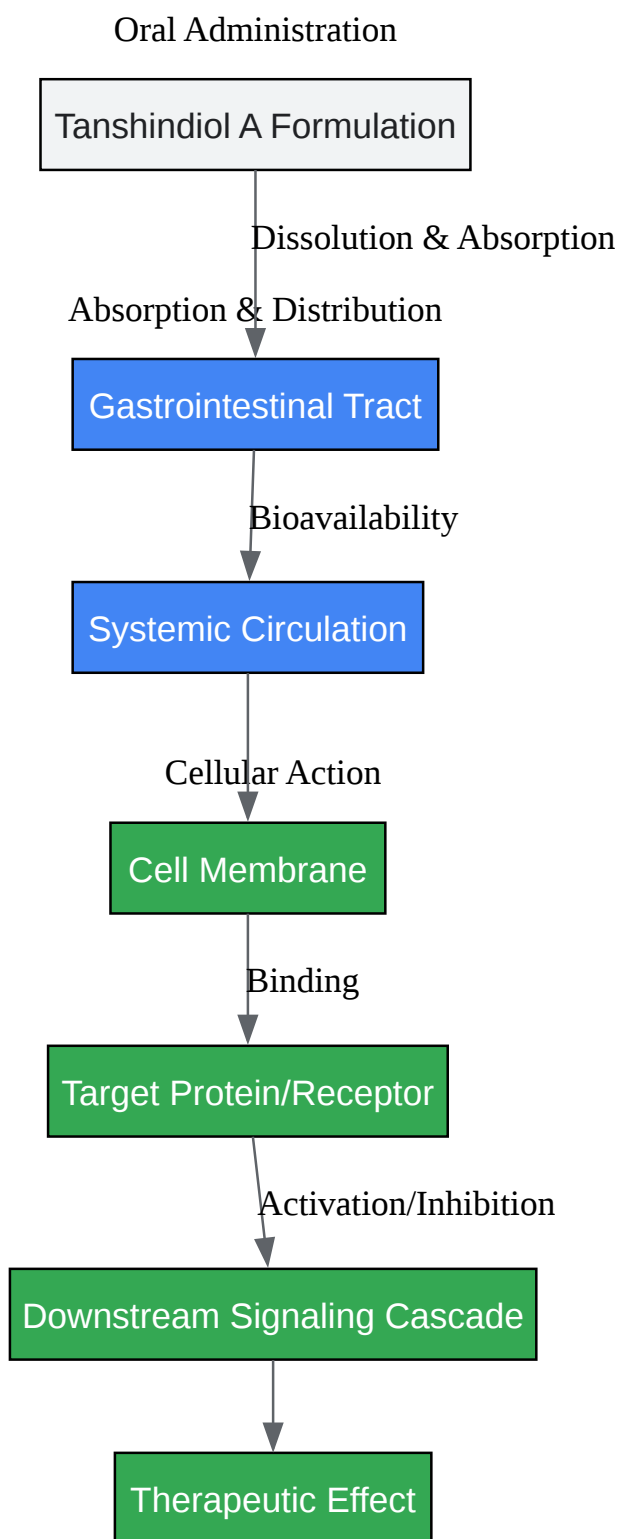 Oral Administration
Tanshindiol A Formulation
Dissolution & Absorption
Absorption & Distribution
Gastrointestinal Tract
Bioavailability
Systemic Circulation
Cellular Action
Cell Membrane
Binding
Target Protein/Receptor
Activation/Inhibition
Downstream Signaling Cascade
Therapeutic Effect